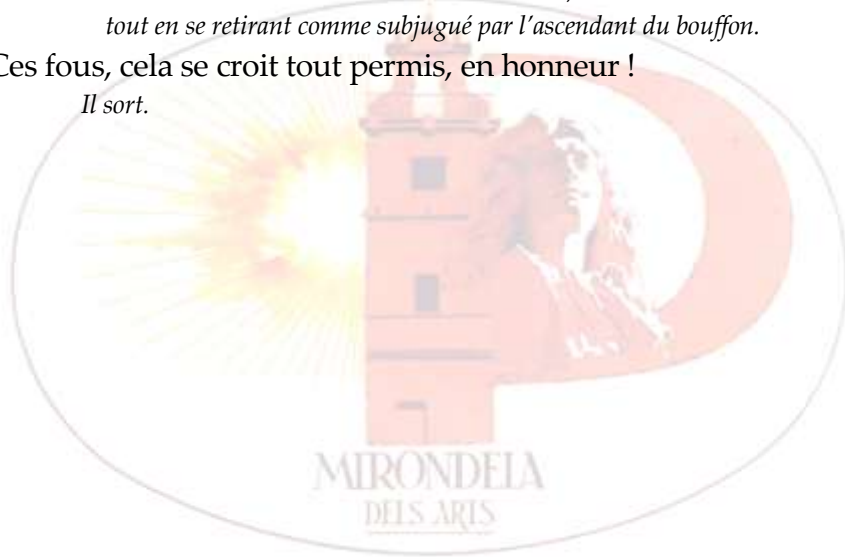 tout en se retirant comme subjugué par l'ascendant du bouffon.
Ces fous, cela se croit tout permis, en honneur !
Il sort.
MIRONDELA
DELS ARTS